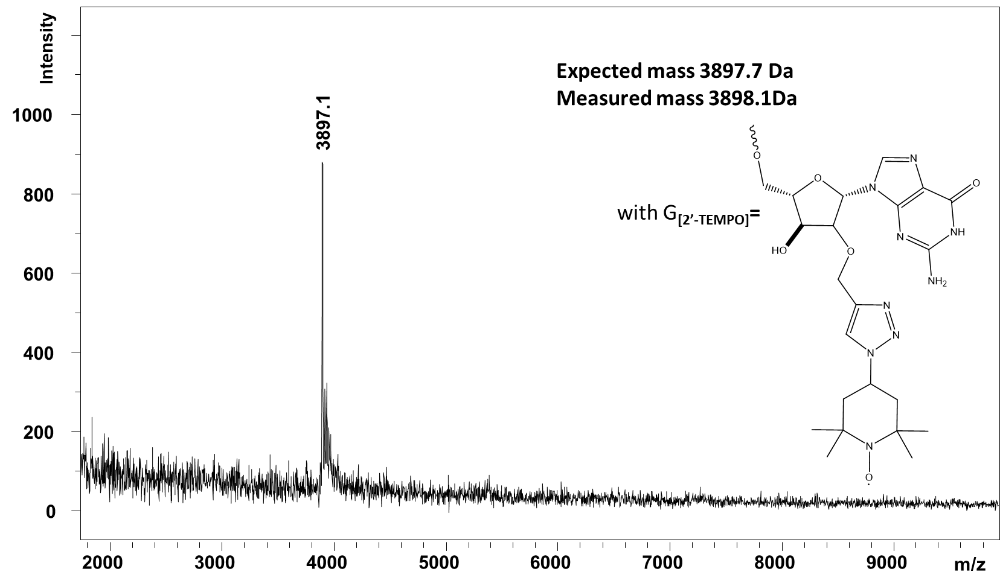 Intensity
1000
800
600
400
200
0
3897.1
Expected mass 3897.7 Da
Measured mass 3898.1Da
with G[2’-TEMPO]=
O
O
N
N
O
N
NH
NH2
HO
O
N
N
N
N
O
2000 3000 4000 5000 6000 7000 8000 9000 m/z